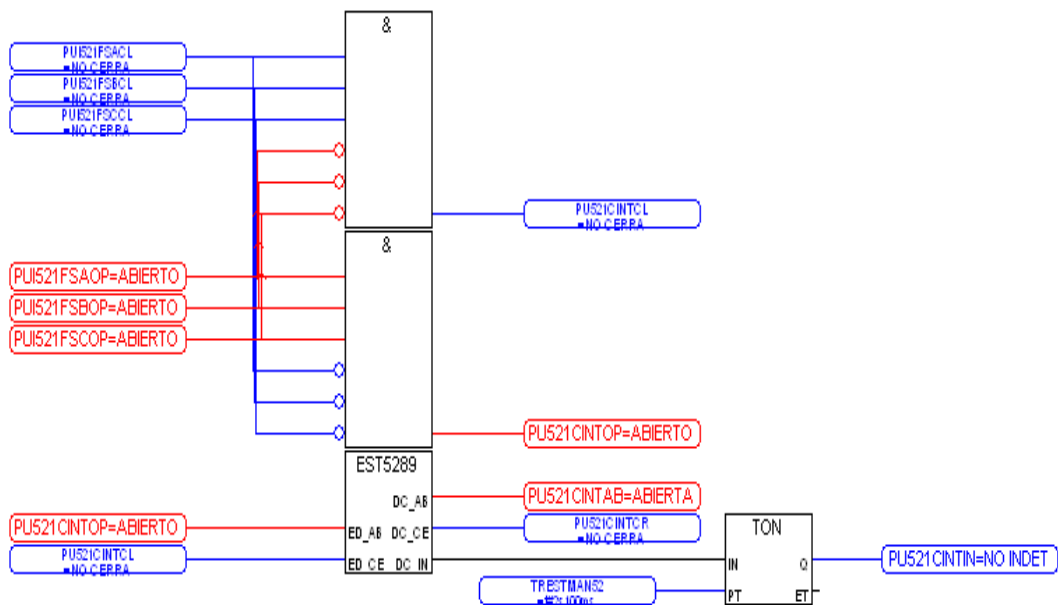 &
PUI521FSACL
=NO CERRA
PUI521FSBCL
=NO CERRA
PUI521FSCCL
=NO CERRA
PU521CINTCL
=NO CERRA
&
PUI521FSAOP=ABIERTO
PUI521FSBOP=ABIERTO
PUI521FSCOP=ABIERTO
PU521CINTOP=ABIERTO
EST5289
DC_AB
PU521CINTAB=ABIERTA
PU521CINTOP=ABIERTO
ED_AB DC_CE
PU521CINTCR
=NO CERRA
TON
PU521CINTCL
=NO CERRA
ED_CE DC_IN
IN Q
PU521CINTIN=NO INDET
TRESTMAN52
PT ET